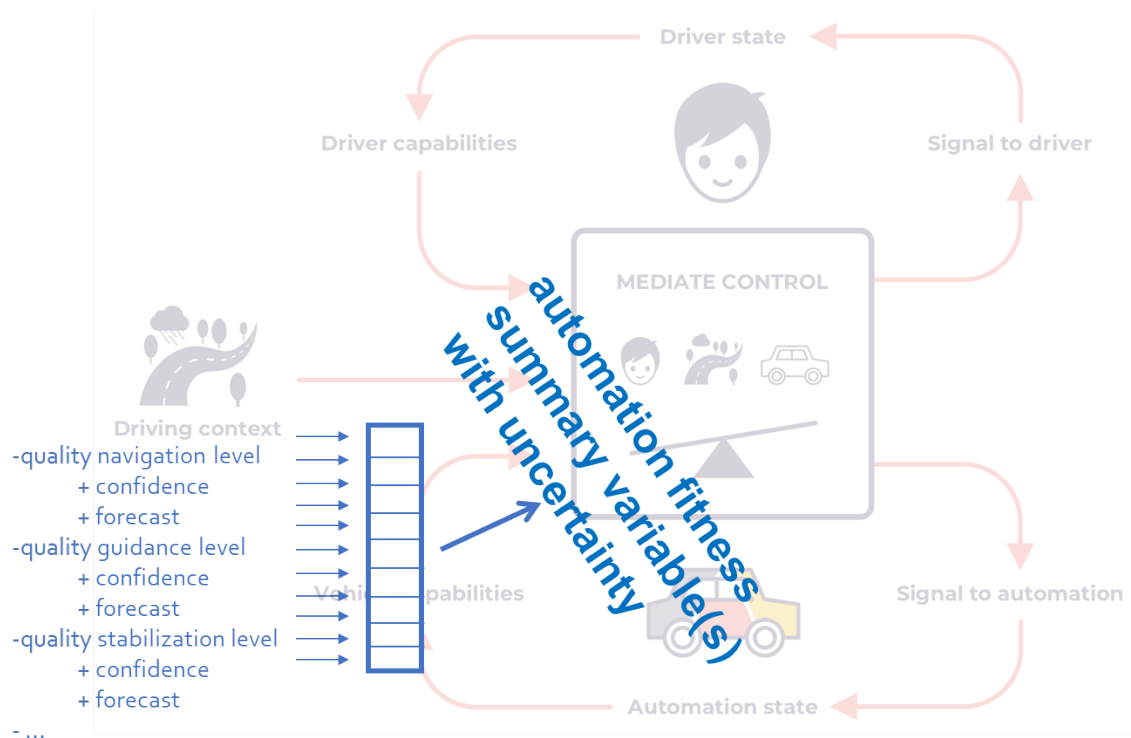 Driver state
Driver capabilities
Signal to driver
MEDIATE CONTROL
automation fitness
summary variable(s)
with uncertainty
Driving context
-quality navigation level
+ confidence
+ forecast
-quality guidance level
+ confidence
+ forecast
-quality stabilization level
+ confidence
+ forecast
- ...
Vehicle capabilities
Signal to automation
Automation state